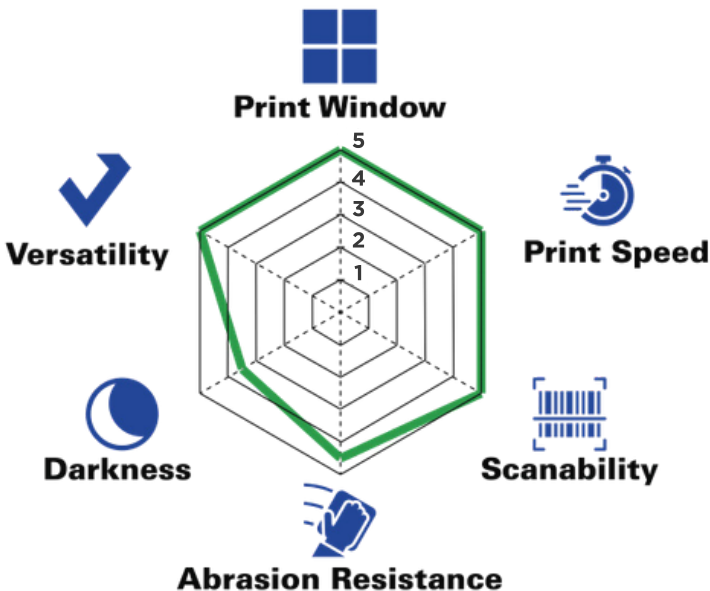 Print Window
5
4
3
2
1
Versatility
Print Speed
Darkness
Scanability
Abrasion Resistance